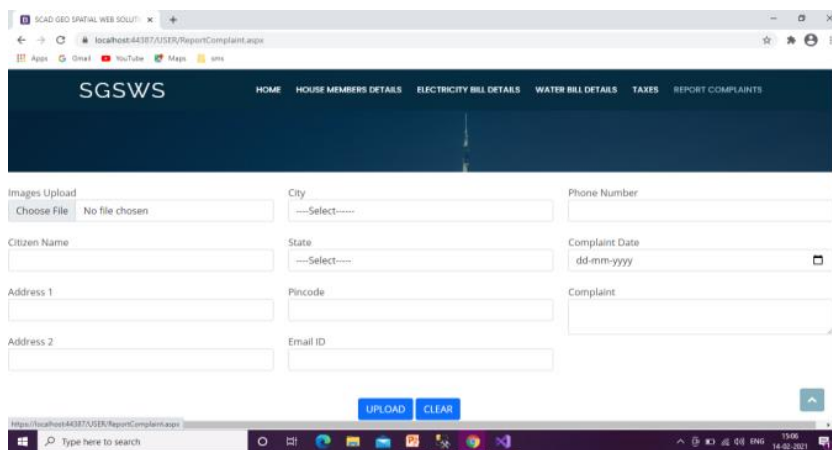 SCAD GEO SPATIAL WEB SOLUTI
localhost:44387/USER/ReportComplaint.aspx
Apps Gmail YouTube Maps sms
SGSWS HOME HOUSE MEMBERS DETAILS ELECTRICITY BILL DETAILS WATER BILL DETAILS TAXES REPORT COMPLAINTS
Images Upload City Phone Number
Choose File No file chosen ----Select------
Citizen Name State Complaint Date
----Select----- dd-mm-yyyy
Address 1 Pincode Complaint
Address 2 Email ID
UPLOAD CLEAR
https://localhost:44387/USER/ReportComplaint.aspx
Type here to search ENG 15:06
14-02-2021